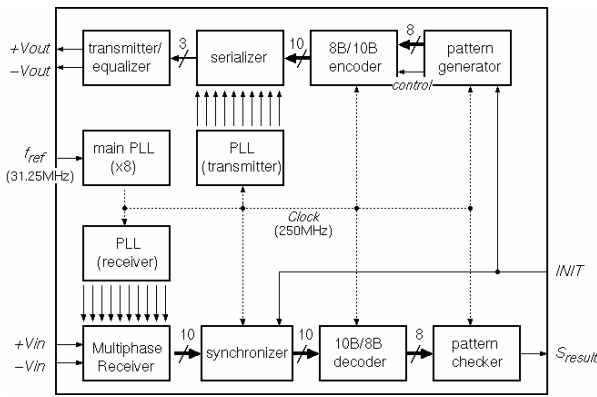 +Vout
−Vout
transmitter/
equalizer
3
serializer
10
8B/10B
encoder
8
control
pattern
generator
fref
(31.25MHz)
main PLL
(x8)
PLL
(transmitter)
Clock
(250MHz)
PLL
(receiver)
INIT
+Vin
−Vin
Multiphase
Receiver
10
synchronizer
10
10B/8B
decoder
8
pattern
checker
Sresult